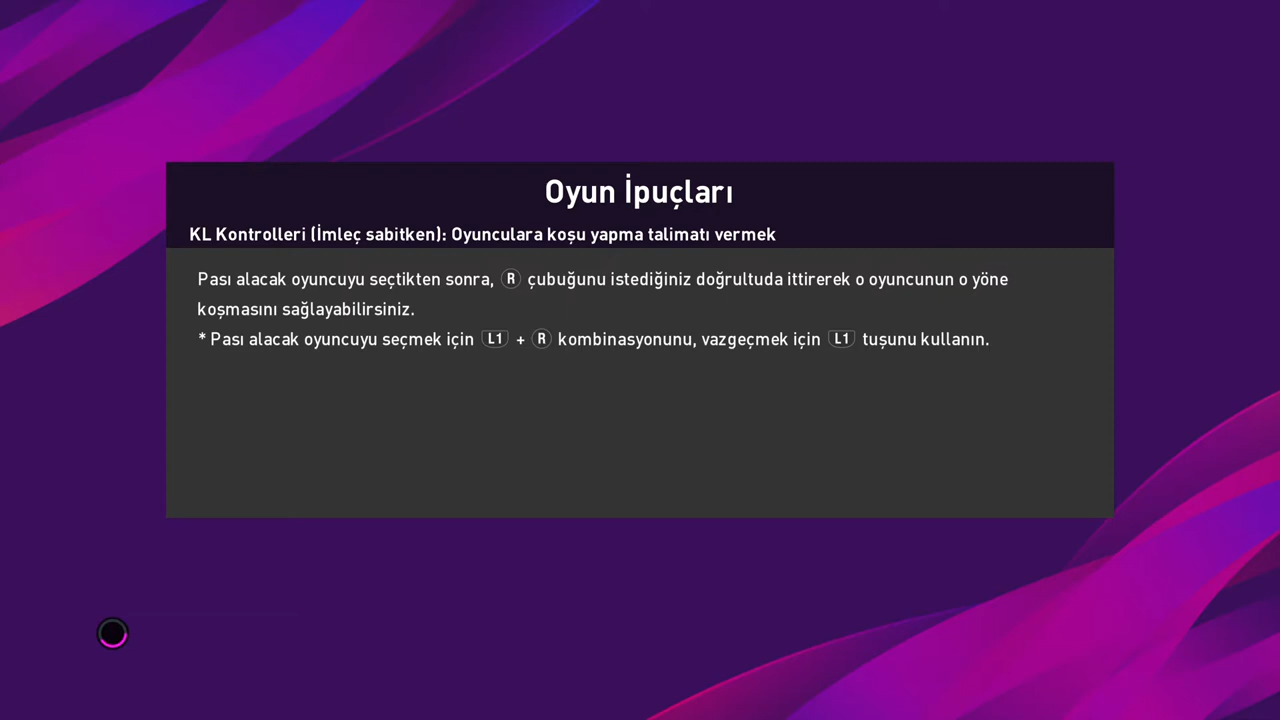 Oyun İpuçları
KL Kontrolleri (İmleç sabitken): Oyunculara koşu yapma talimatı vermek
Pası alacak oyuncuyu seçtikten sonra, R çubuğunu istediğiniz doğrultuda ittirerek o oyuncunun o yöne
koşmasını sağlayabilirsiniz.
* Pası alacak oyuncuyu seçmek için L1 + R kombinasyonunu, vazgeçmek için L1 tuşunu kullanın.